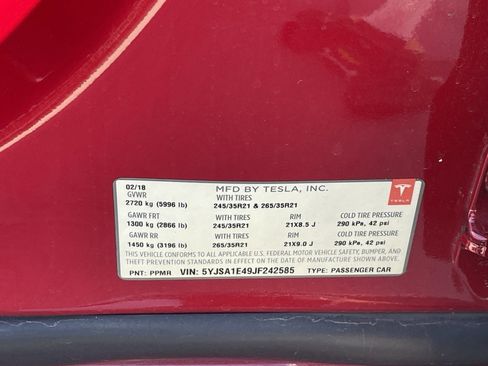 02/18 MFD BY TESLA, INC.
GVWR WITH TIRES
2720 kg (5996 lb) 245/35R21 & 265/35R21
TESLA
GAWR FRT WITH TIRES RIM COLD TIRE PRESSURE
1300 kg (2866 lb) 245/35R21 21X8.5 J 290 kPa, 42 psi
GAWR RR WITH TIRES RIM COLD TIRE PRESSURE
1450 kg (3196 lb) 265/35R21 21X9.0 J 290 kPa, 42 psi
THIS VEHICLE CONFORMS TO ALL APPLICABLE U.S. FEDERAL MOTOR VEHICLE SAFETY, BUMPER, AND
THEFT PREVENTION STANDARDS IN EFFECT ON THE DATE OF MANUFACTURE SHOWN ABOVE.
PNT: PPMR VIN: 5YJSA1E49JF242585 TYPE: PASSENGER CAR